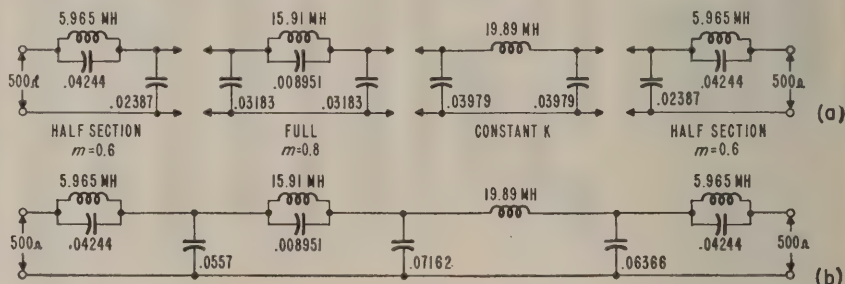 5.965 MH 15.91 MH 19.89 MH 5.965 MH
500Ω .04244 .008951 .04244 500Ω
.02387 .03183 .03183 .03979 .03979 .02387
(a)
HALF SECTION FULL CONSTANT K HALF SECTION
m=0.6 m=0.8 m=0.6
5.965 MH 15.91 MH 19.89 MH 5.965 MH
500Ω .04244 .008951 .04244 500Ω
.0557 .07162 .06366
(b)